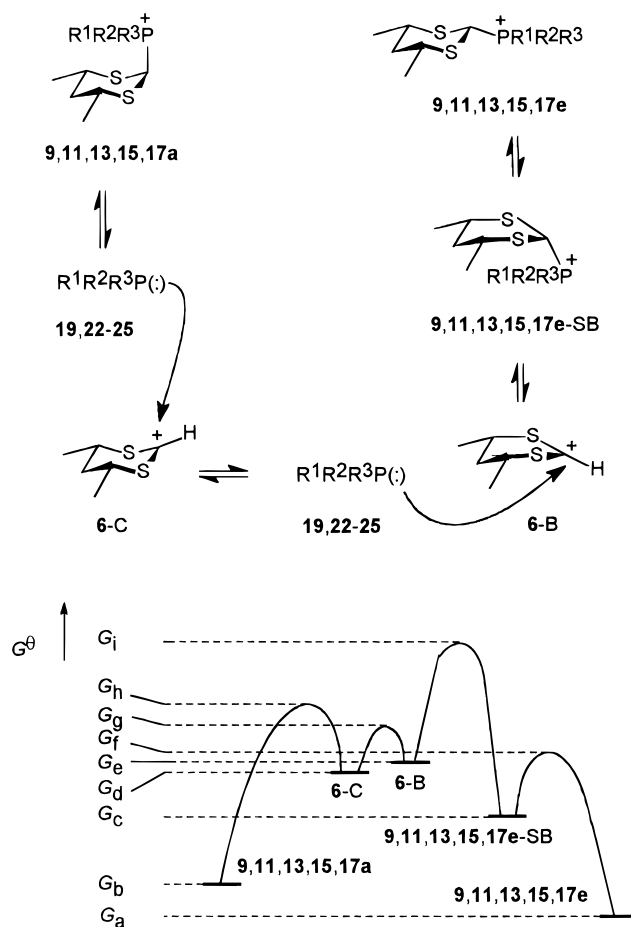 +
R¹R²R³P
S
S
9,11,13,15,17a
+
PR¹R²R³
S
S
9,11,13,15,17e
R¹R²R³P(:)
19,22-25
S
S
+
R¹R²R³P
9,11,13,15,17e-SB
+
H
S
S
6-C
R¹R²R³P(:)
19,22-25
S
S
+
H
6-B
Gθ
Gi
Gh
Gg
Gf
Ge
Gd
Gc
Gb
Ga
6-C
6-B
9,11,13,15,17e-SB
9,11,13,15,17a
9,11,13,15,17e